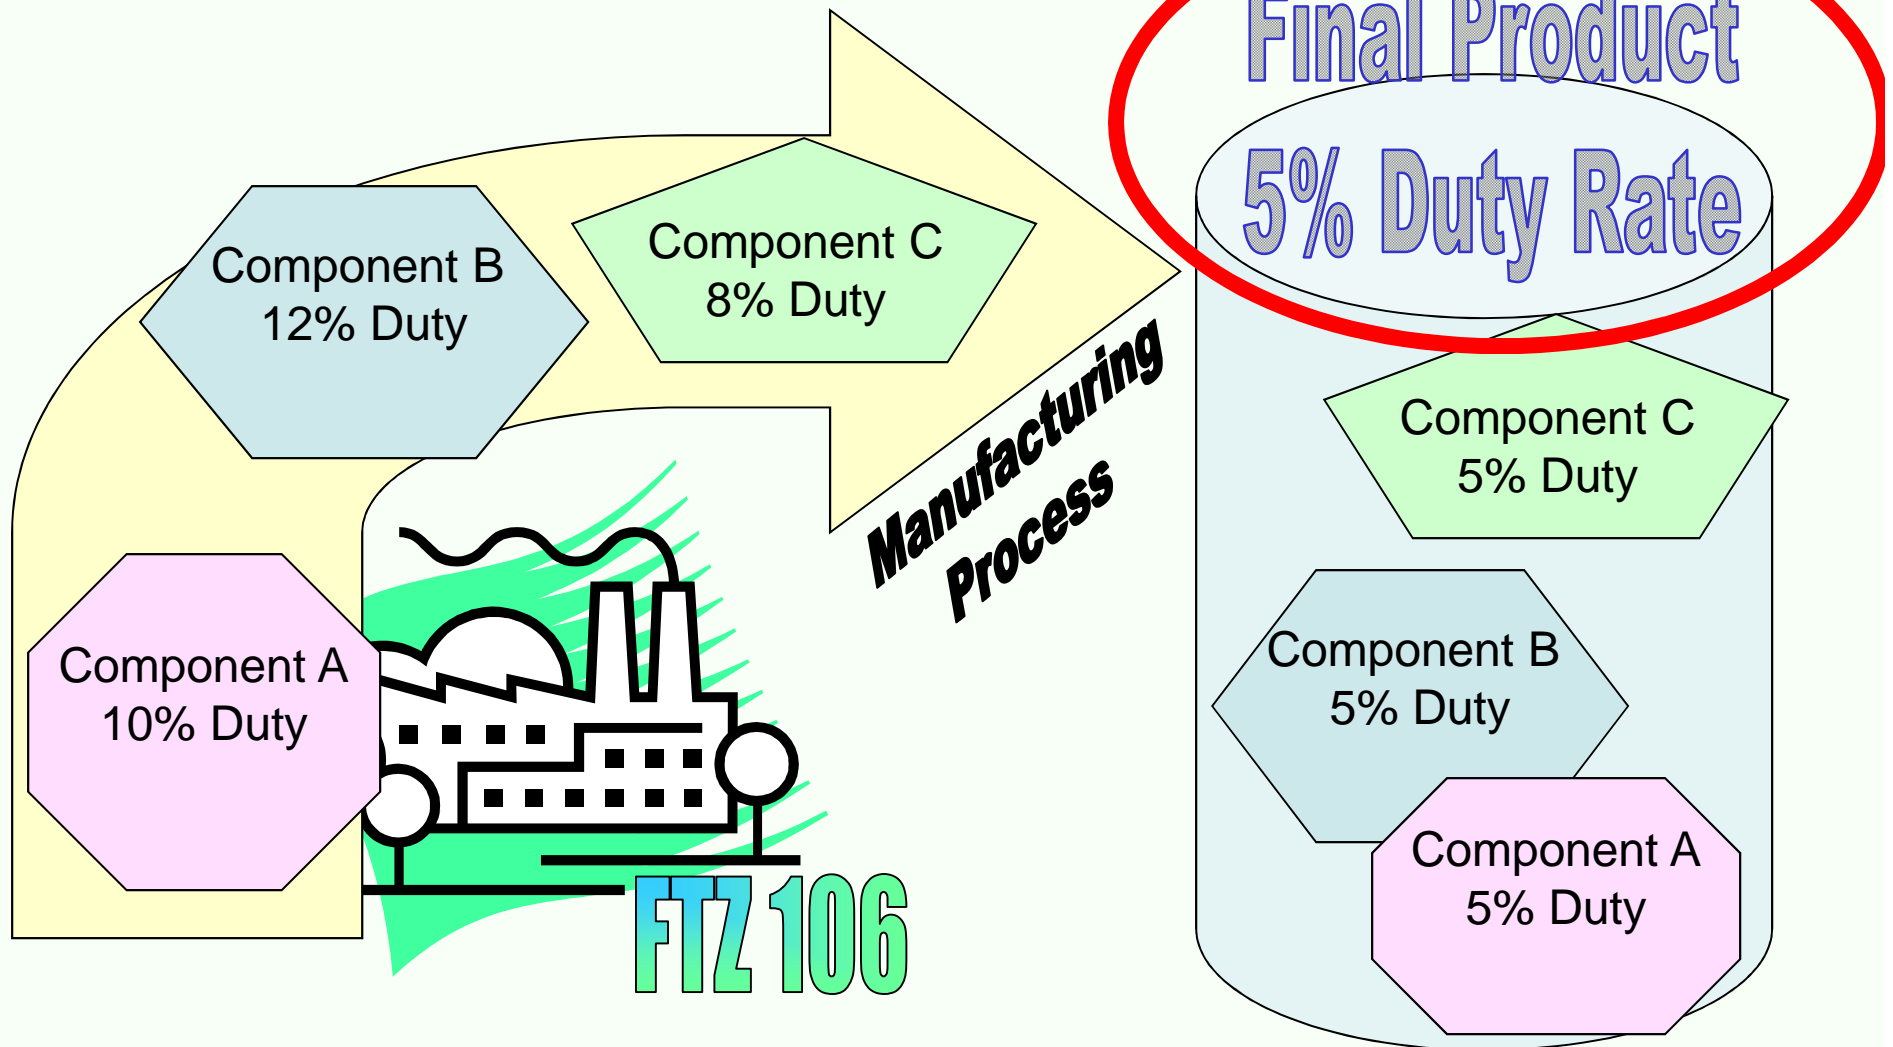 Final Product
5% Duty Rate
Component B
12% Duty
Component C
8% Duty
Component A
10% Duty
Manufacturing
Process
FTZ 106
Component C
5% Duty
Component B
5% Duty
Component A
5% Duty